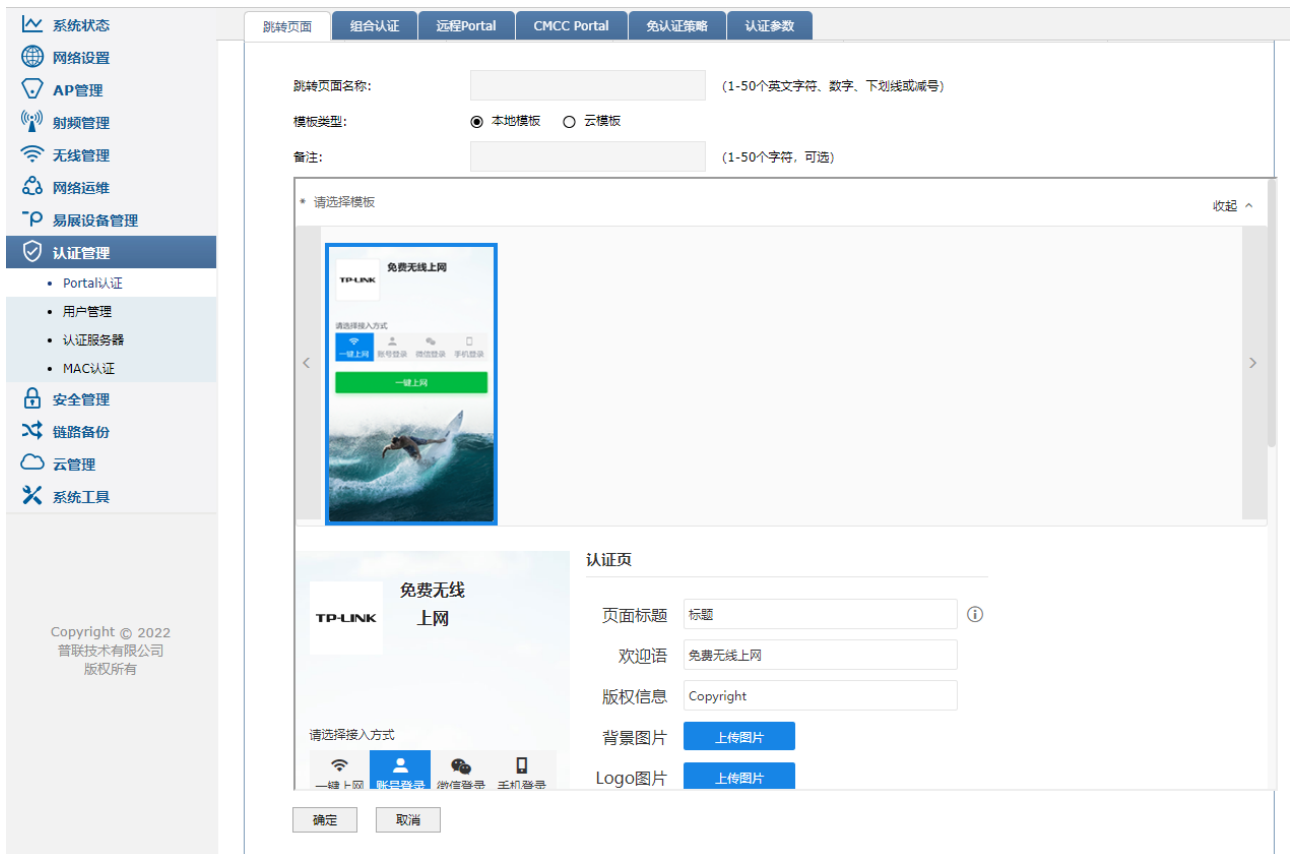 系统状态
网络设置
AP管理
射频管理
无线管理
网络运维
易展设备管理
认证管理
• Portal认证
• 用户管理
• 认证服务器
• MAC认证
安全管理
链路备份
云管理
系统工具
Copyright © 2022
普联技术有限公司
版权所有
跳转页面 组合认证 远程Portal CMCC Portal 免认证策略 认证参数
跳转页面名称: (1-50个英文字符、数字、下划线或减号)
模板类型: 本地模板 云模板
备注: (1-50个字符, 可选)
请选择模板 收起
TP-LINK 免费无线上网
请选择接入方式
一键上网 账号登录 微信登录 手机登录
一键上网
TP-LINK 免费无线
上网
请选择接入方式
一键上网 账号登录 微信登录 手机登录
认证页
页面标题 标题
欢迎语 免费无线上网
版权信息 Copyright
背景图片 上传图片
Logo图片 上传图片
确定 取消